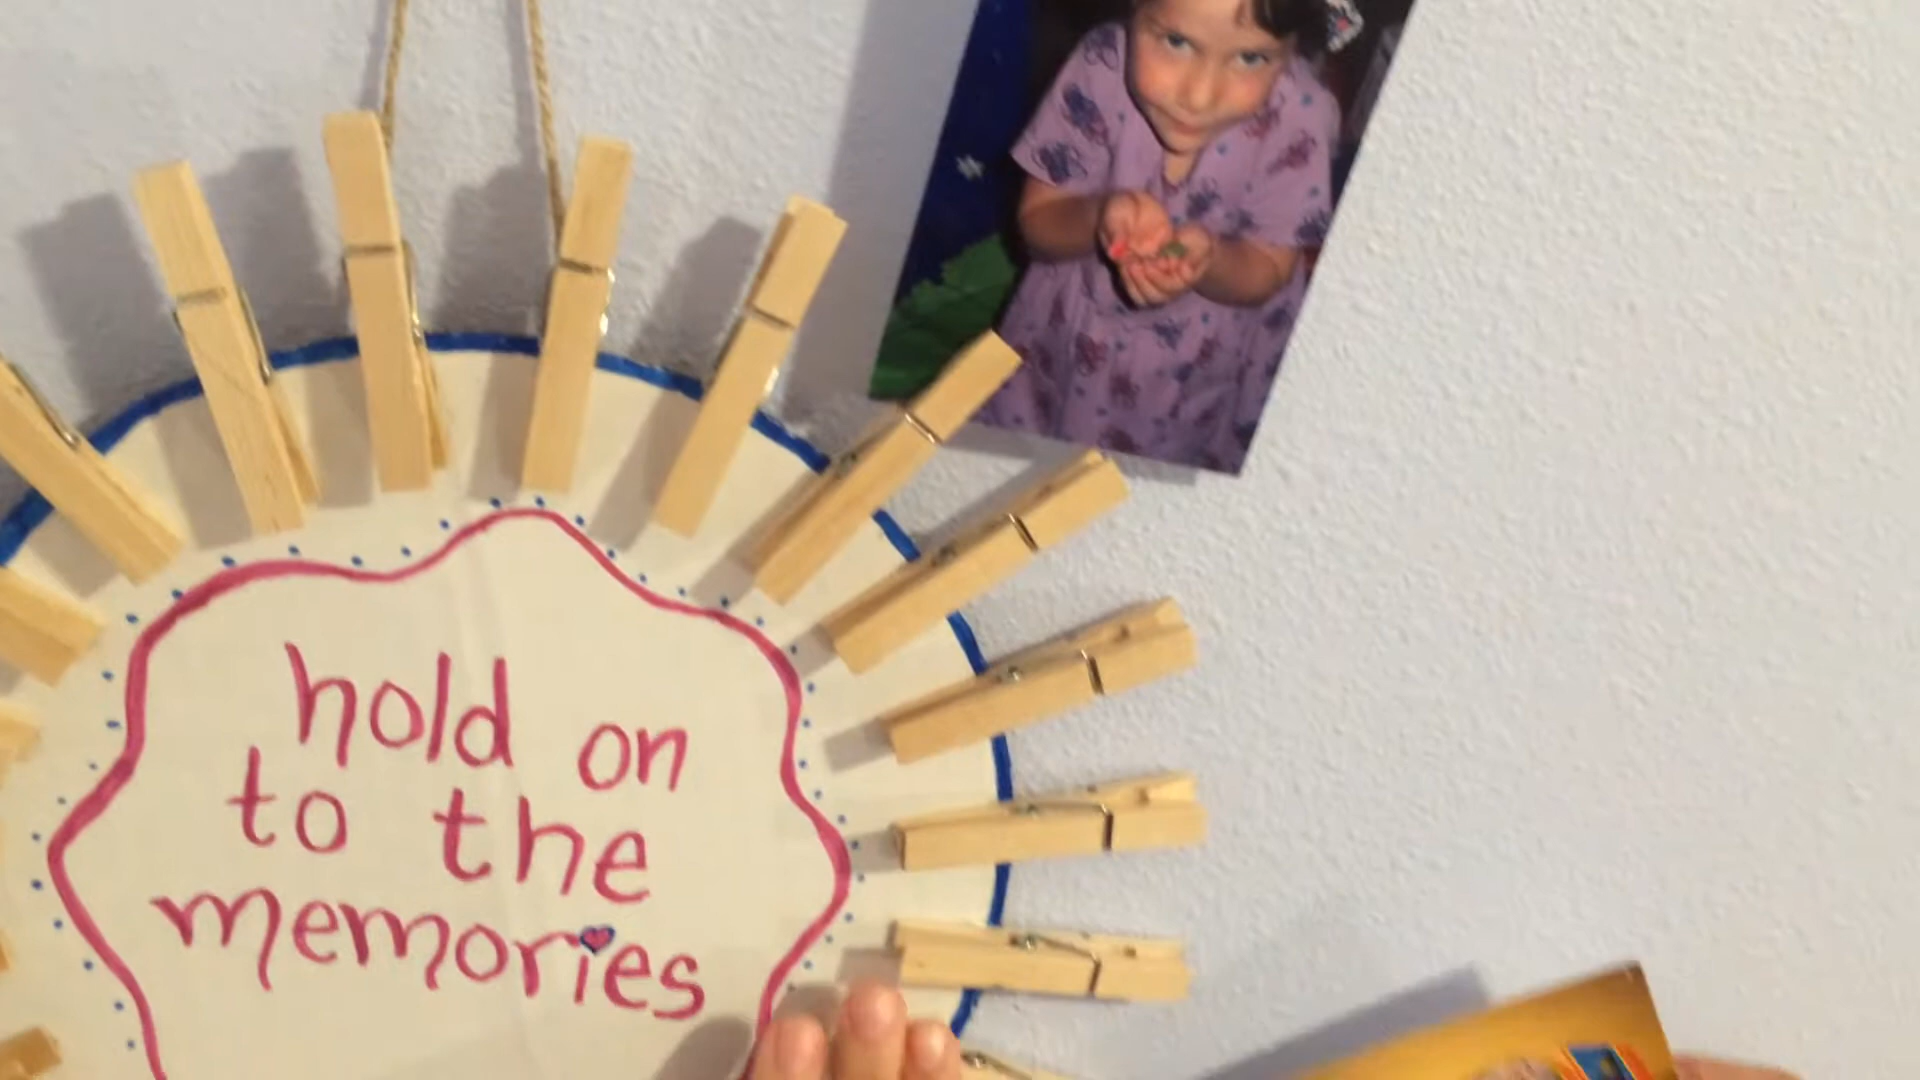 hold on
to the
memories